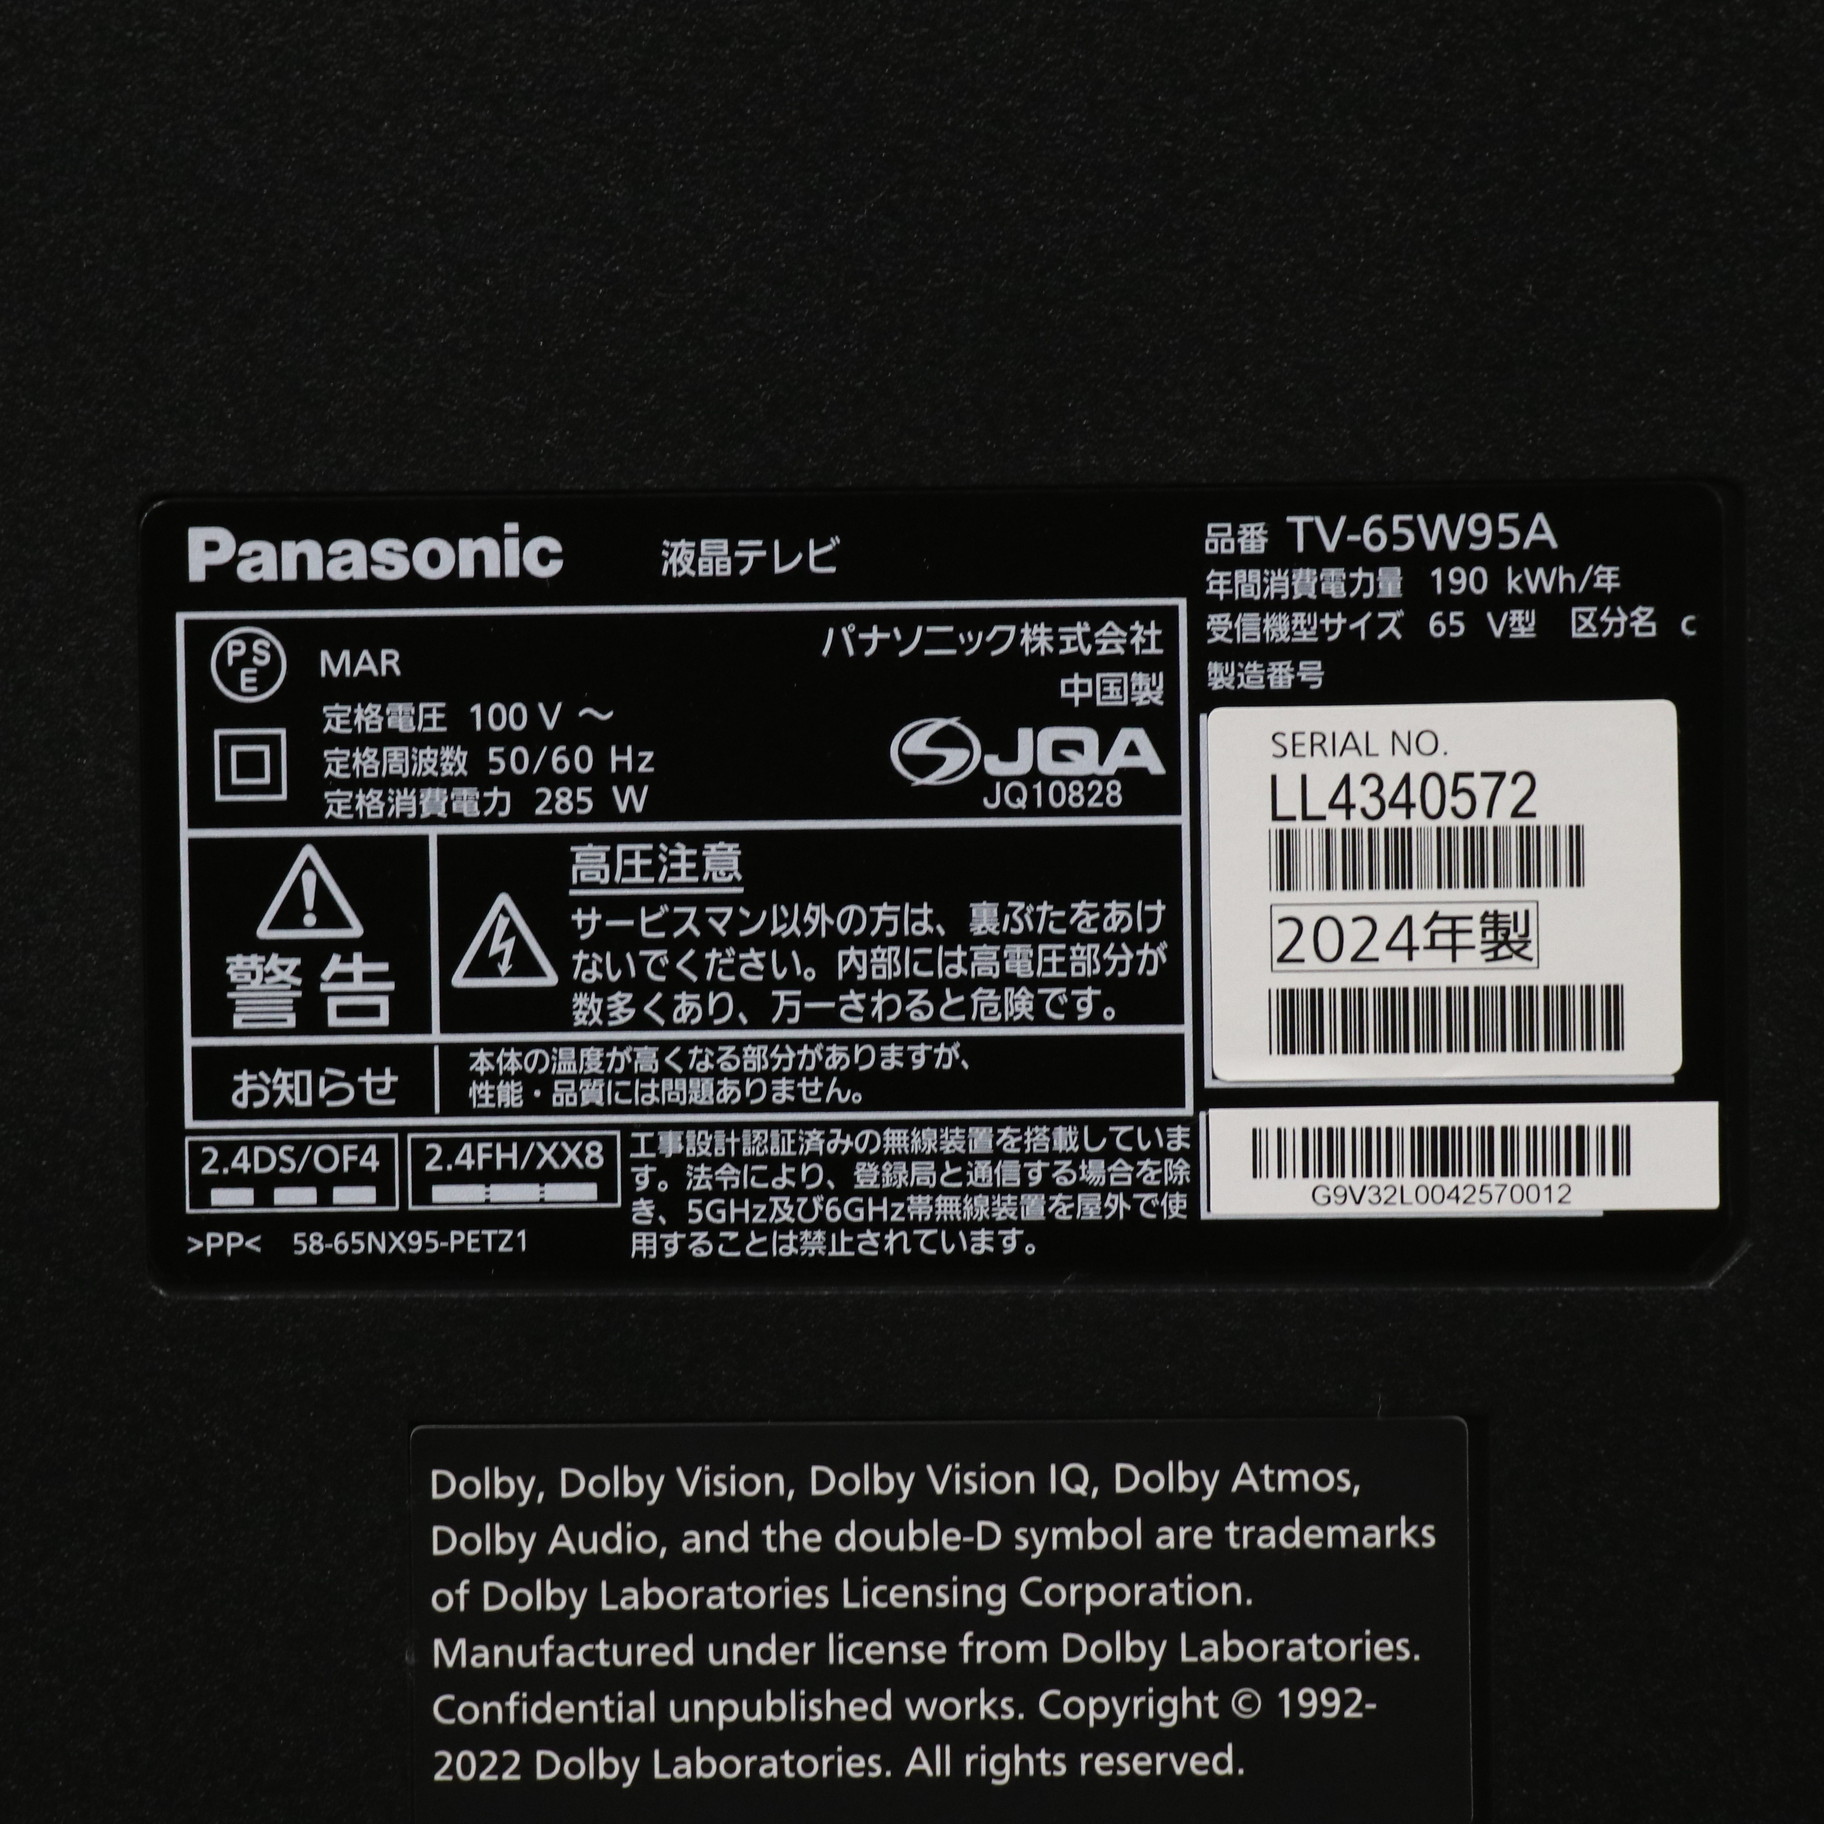 Panasonic 液晶テレビ
PSE MAR
パナソニック株式会社
中国製
定格電圧 100 V ～
定格周波数 50/60 Hz
定格消費電力 285 W
JQA
JQ10828
警告
高圧注意
サービスマン以外の方は、裏ぶたをあけ
ないでください。内部には高電圧部分が
数多くあり、万一さわると危険です。
お知らせ
本体の温度が高くなる部分がありますが、
性能・品質には問題ありません。
2.4DS/OF4
2.4FH/XX8
工事設計認証済みの無線装置を搭載していま
す。法令により、登録局と通信する場合を除
き、5GHz及び6GHz帯無線装置を屋外で使
用することは禁止されています。
>PP< 58-65NX95-PETZ1
品番 TV-65W95A
年間消費電力量 190 kWh/年
受信機型サイズ 65 V型 区分名 c
製造番号
SERIAL NO.
LL4340572
2024年製
G9V32L0042570012
Dolby, Dolby Vision, Dolby Vision IQ, Dolby Atmos,
Dolby Audio, and the double-D symbol are trademarks
of Dolby Laboratories Licensing Corporation.
Manufactured under license from Dolby Laboratories.
Confidential unpublished works. Copyright © 1992-
2022 Dolby Laboratories. All rights reserved.